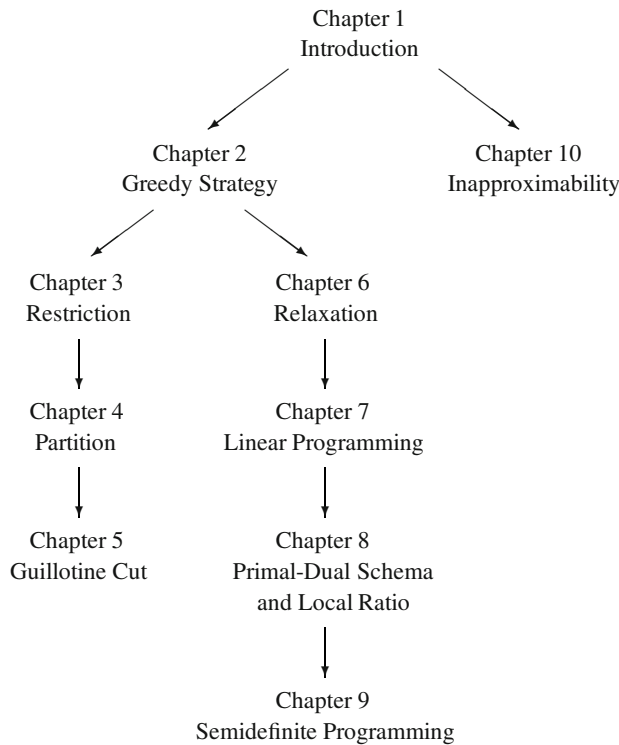 Chapter 1
Introduction
Chapter 2
Greedy Strategy
Chapter 10
Inapproximability
Chapter 3
Restriction
Chapter 6
Relaxation
Chapter 4
Partition
Chapter 7
Linear Programming
Chapter 5
Guillotine Cut
Chapter 8
Primal-Dual Schema
and Local Ratio
Chapter 9
Semidefinite Programming